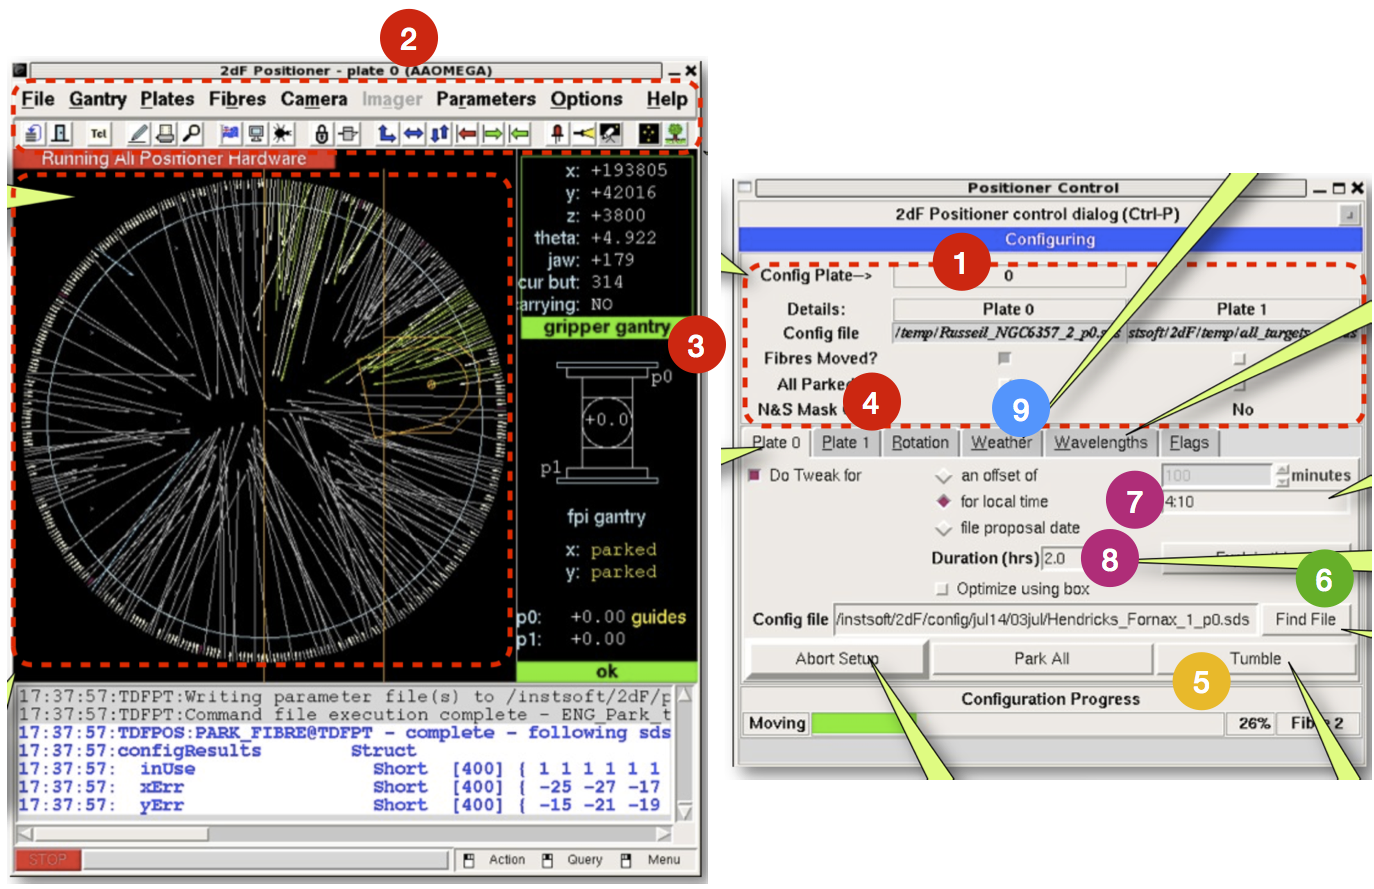 2
2dF Positioner - plate 0 (AAOMEGA)
File Gantry Plates Fibres Camera Imager Parameters Options Help
Tcl
Running All Positioner Hardware
x: +193805
y: +42016
z: +3800
theta: +4.922
jaw: +179
cur but: 314
arrying: NO
gripper gantry
3
p0
+0.0
p1
fpi gantry
x: parked
y: parked
p0: +0.00 guides
p1: +0.00
ok
17:37:57:TDFPT:Writing parameter file(s) to /instsoft/2dF/p
17:37:57:TDFPT:Command file execution complete - ENG_Park_t
17:37:57:TDFPOS:PARK_FIBRE@TDFPT - complete - following sds
17:37:57:configResults Struct
17:37:57: inUse Short [400] { 1 1 1 1 1 1
17:37:57: xErr Short [400] { -25 -27 -17
17:37:57: yErr Short [400] { -15 -21 -19
STOP Action Query Menu
Positioner Control
2dF Positioner control dialog (Ctrl-P)
Configuring
1
Config Plate--> 0
Details: Plate 0 Plate 1
Config file /temp/Russeil_NGC6357_2_p0.sds stsoft/2dF/temp/all_targets
Fibres Moved?
All Parked
4
9
N&S Mask No
Plate 0 Plate 1 Rotation Weather Wavelengths Flags
Do Tweak for an offset of 100 minutes
7
for local time 4:10
file proposal date
8
Duration (hrs) 2.0
6
Optimize using box
Config file /instsoft/2dF/config/jul14/03jul/Hendricks_Fornax_1_p0.sds Find File
Abort Setup Park All Tumble
5
Configuration Progress
Moving 26% Fibre 2